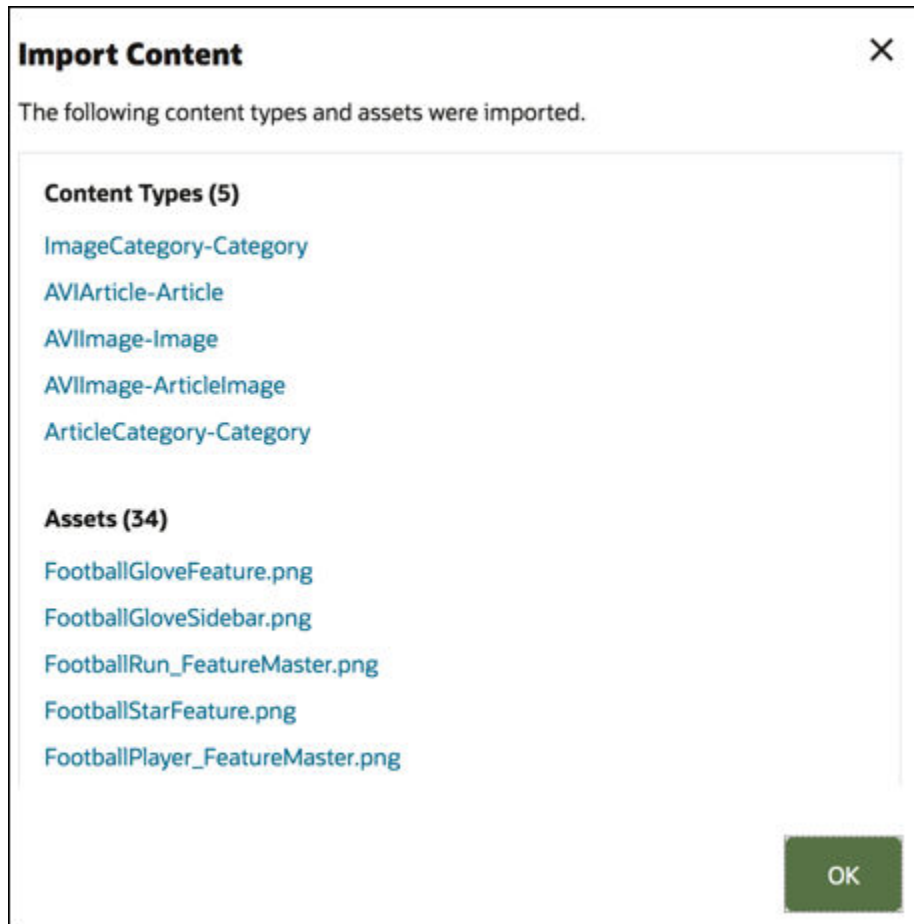 Import Content
The following content types and assets were imported.
Content Types (5)
ImageCategory-Category
AVIArticle-Article
AVIImage-Image
AVIImage-ArticleImage
ArticleCategory-Category
Assets (34)
FootballGloveFeature.png
FootballGloveSidebar.png
FootballRun_FeatureMaster.png
FootballStarFeature.png
FootballPlayer_FeatureMaster.png
OK